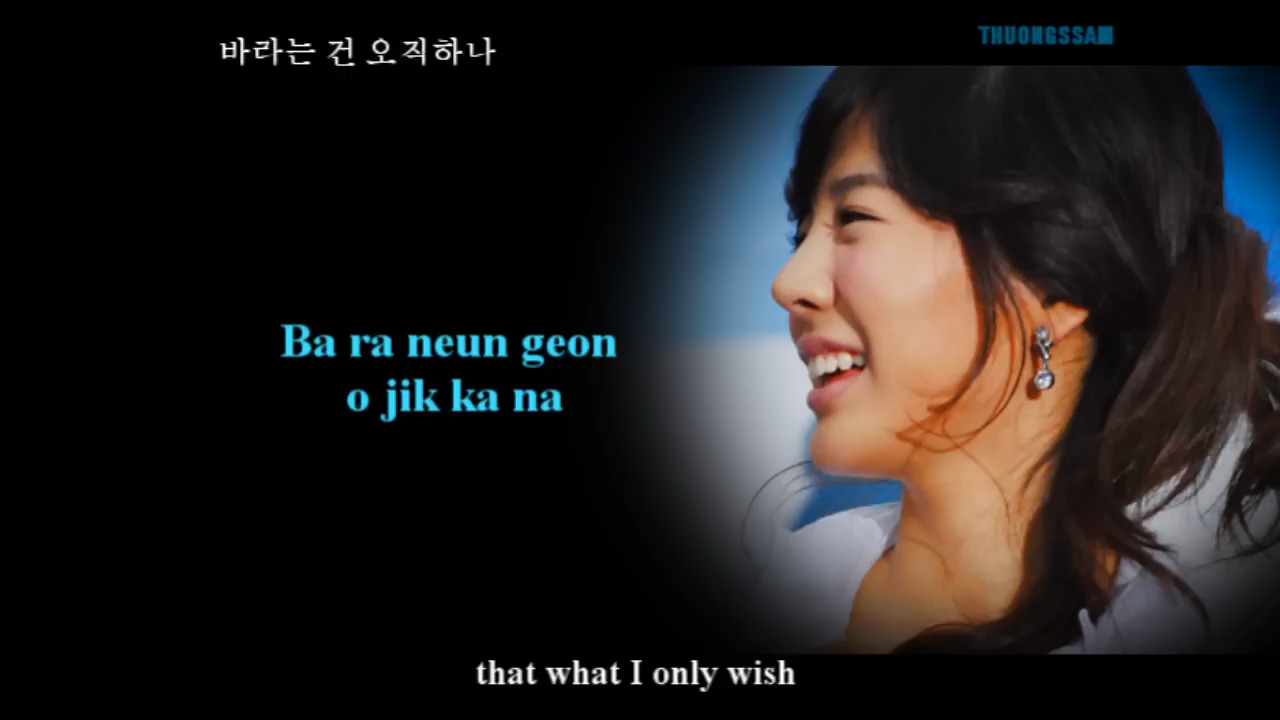 바라는 건 오직하나
THUONGSSA
Ba ra neun geon
o jik ka na
that what I only wish